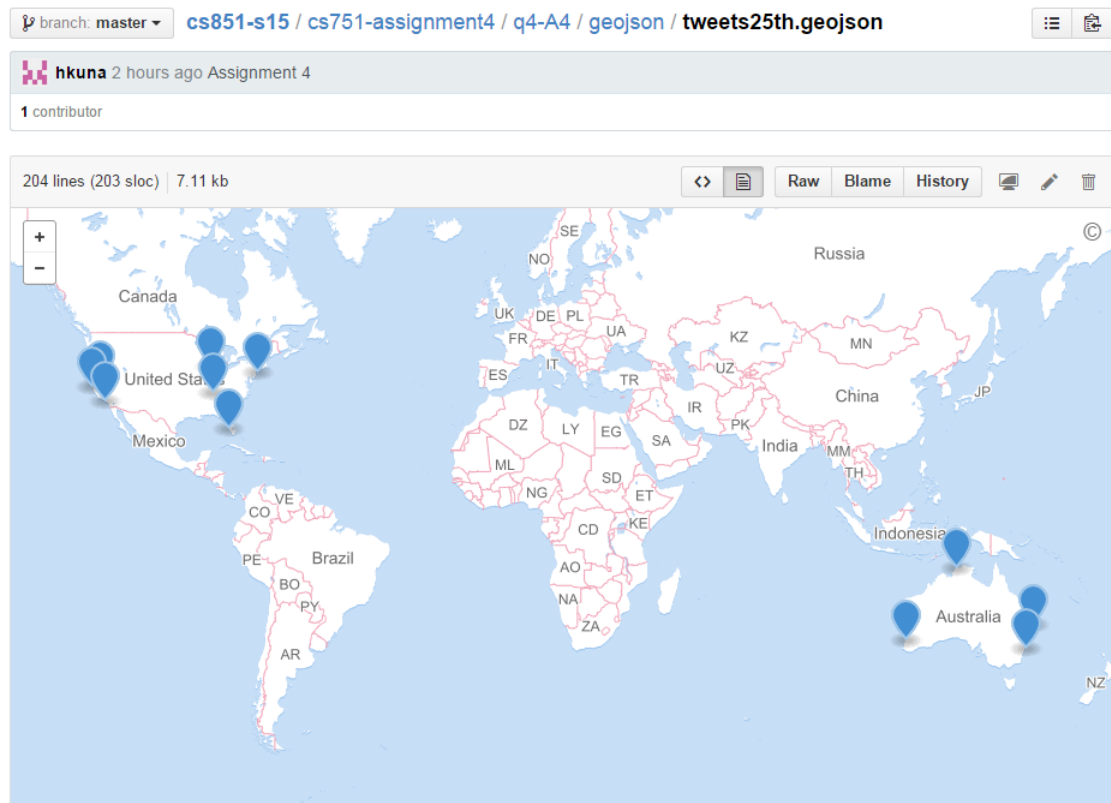 branch: master cs851-s15 / cs751-assignment4 / q4-A4 / geojson / tweets25th.geojson
hkuna 2 hours ago Assignment 4
1 contributor
204 lines (203 sloc) 7.11 kb <> Raw Blame History
+
−
©
SE
Russia
NO
Canada
UK DE PL
UA
FR
KZ
MN
IT
UZ
ES
United States
TR
JP
China
IR
DZ
LY
EG
SA
PK
India
Mexico
MM
ML
TH
SD
NG
ET
VE
CO
KE
CD
Indonesia
PE
Brazil
AO
BO
NA
PY
Australia
ZA
AR
NZ